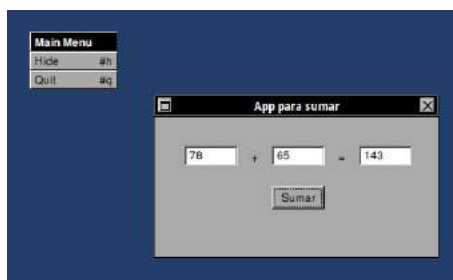 Main Menu
Hide #h
Quit #q
App para sumar
78 + 65 = 143
Sumar